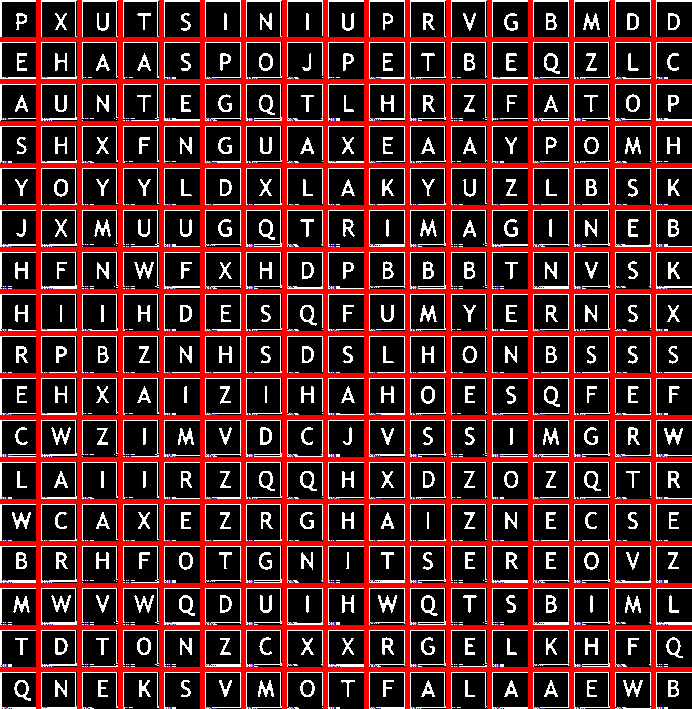 P X U T S I N I U P R V G B M D D
E H A A S P O J P E T B E Q Z L C
A U N T E G Q T L H R Z F A T O P
S H X F N G U A X E A A Y P O M H
Y O Y Y L D X L A K Y U Z L B S K
J X M U U G Q T R I M A G I N E B
H F N W F X H D P B B B T N V S K
H I I H D E S Q F U M Y E R N S X
R P B Z N H S D S L H O N B S S S
E H X A I Z I H A H O E S Q F E F
C W Z I M V D C J V S S I M G R W
L A I I R Z Q Q H X D Z O Z Q T R
W C A X E Z R G H A I Z N E C S E
B R H F O T G N I T S E R E O V Z
M W V W Q D U I H W Q T S B I M L
T D T O N Z C X X R G E L K H F Q
Q N E K S V M O T F A L A A E W B